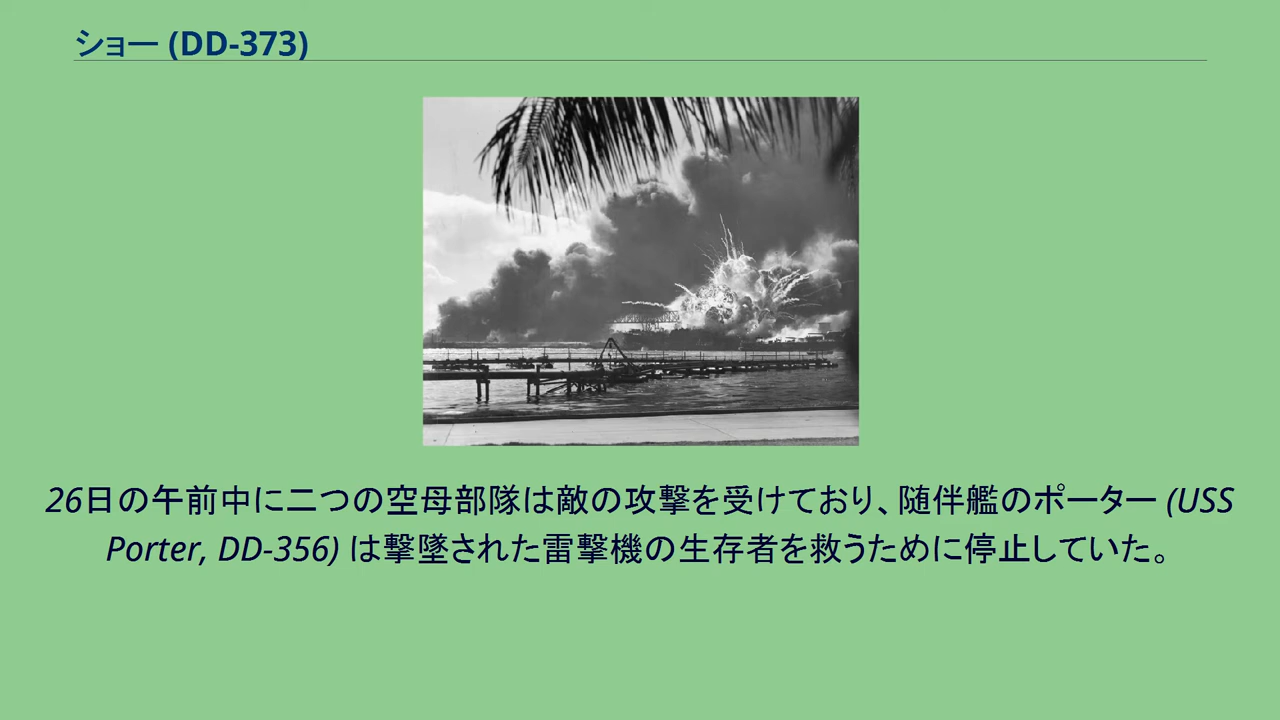 ショー (DD-373)
26日の午前中に二つの空母部隊は敵の攻撃を受けており、随伴艦のポーター (USS
Porter, DD-356) は撃墜された雷撃機の生存者を救うために停止していた。